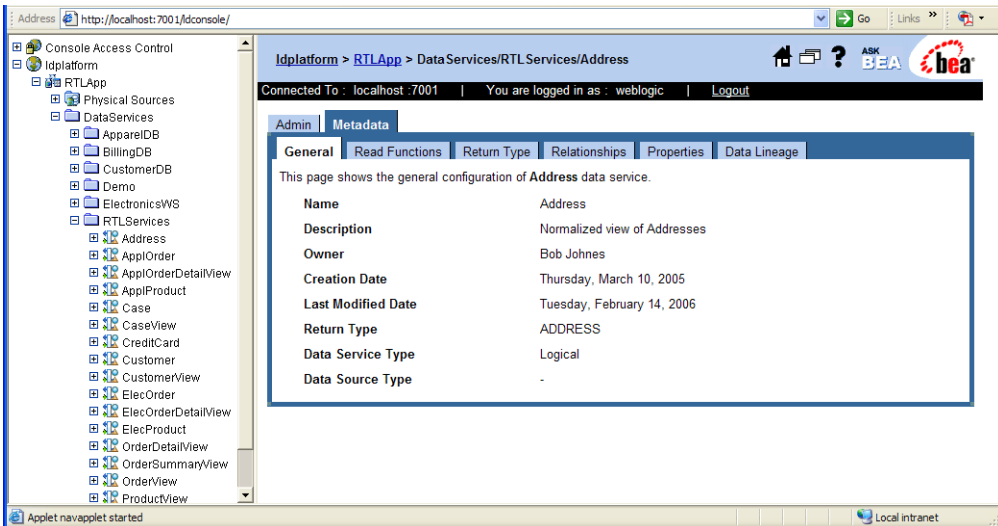 Address http://localhost:7001/ldconsole/ Go Links »
Console Access Control
ldplatform
RTLApp
Physical Sources
DataServices
ApparelDB
BillingDB
CustomerDB
Demo
ElectronicsWS
RTLServices
Address
ApplOrder
ApplOrderDetailView
ApplProduct
Case
CaseView
CreditCard
Customer
CustomerView
ElecOrder
ElecOrderDetailView
ElecProduct
OrderDetailView
OrderSummaryView
OrderView
ProductView
ldplatform > RTLApp > DataServices/RTLServices/Address ? ASK BEA bea
Connected To : localhost :7001 | You are logged in as : weblogic | Logout
Admin Metadata
General Read Functions Return Type Relationships Properties Data Lineage
This page shows the general configuration of Address data service.
Name Address
Description Normalized view of Addresses
Owner Bob Johnes
Creation Date Thursday, March 10, 2005
Last Modified Date Tuesday, February 14, 2006
Return Type ADDRESS
Data Service Type Logical
Data Source Type -
Applet navapplet started Local intranet